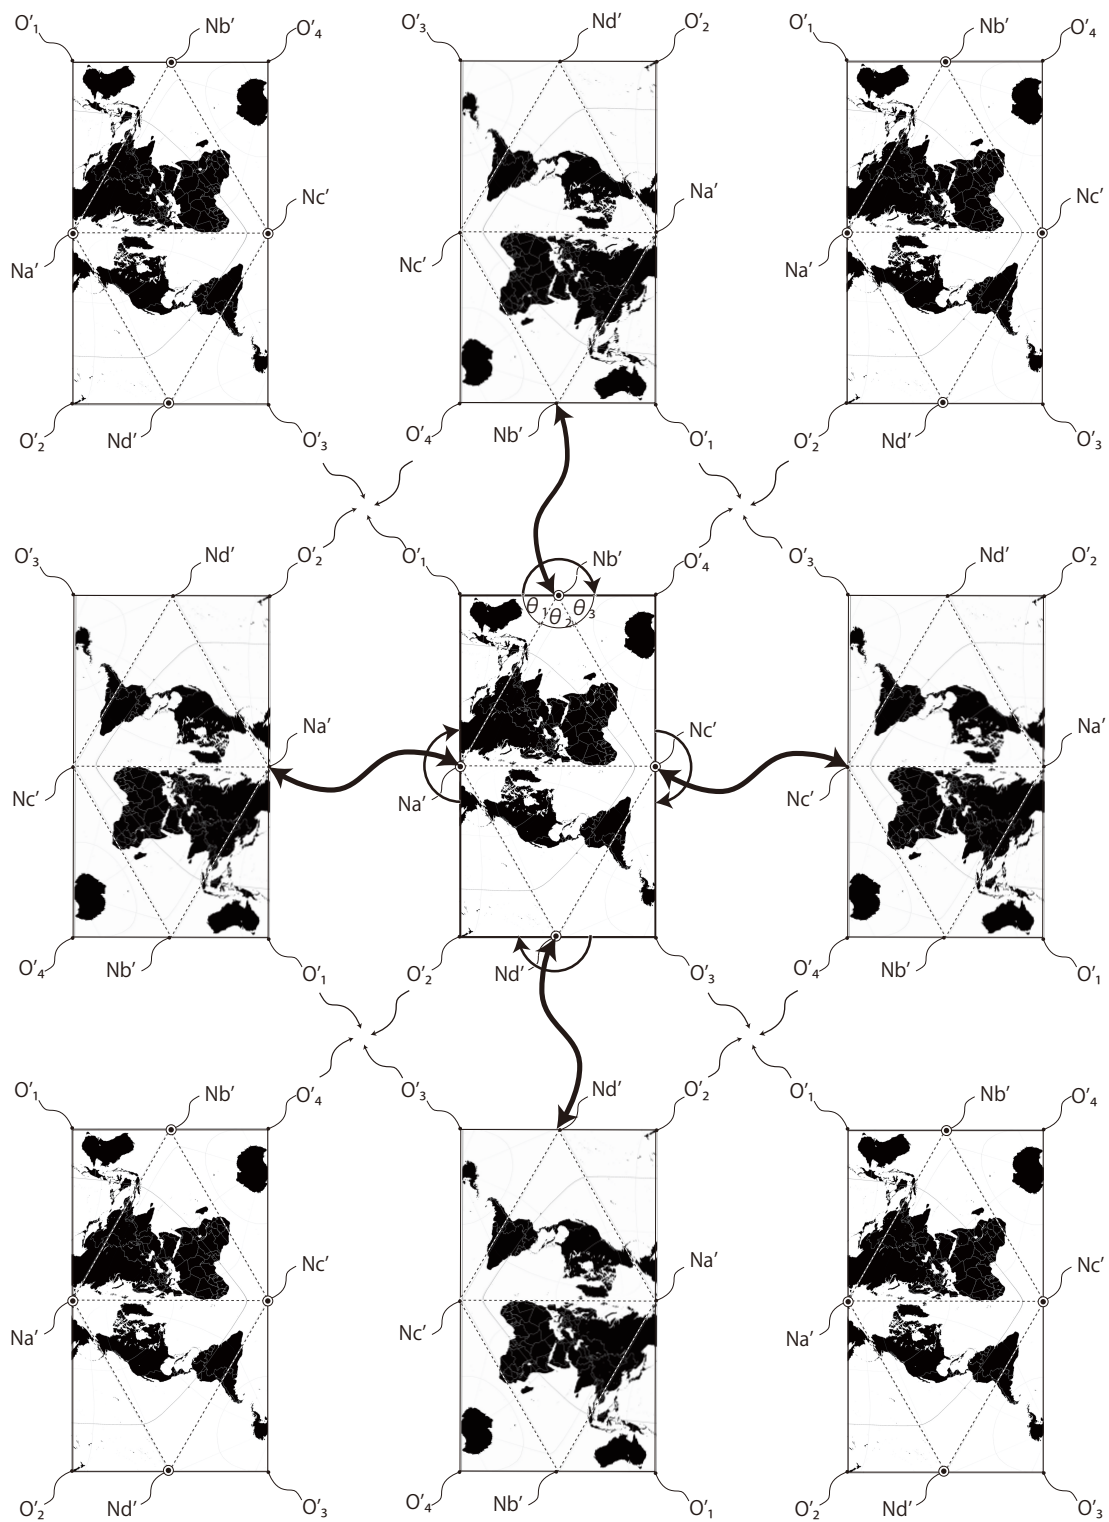 O'₁ Nb' O'₄ O'₃ Nd' O'₂ O'₁ Nb' O'₄
Nc' Na' Nc'
Na' Nc' Na'
O'₂ Nd' O'₃ O'₄ Nb' O'₁ O'₂ Nd' O'₃
O'₃ Nd' O'₂ O'₁ Nb' O'₄ O'₃ Nd' O'₂
θ₁ θ₂ θ₃
Na' Nc' Na'
Nc' Na' Nc'
O'₄ Nb' O'₁ O'₂ Nd' O'₃ O'₄ Nb' O'₁
O'₁ Nb' O'₄ O'₃ Nd' O'₂ O'₁ Nb' O'₄
Nc' Na' Nc'
Na' Nc' Na'
O'₂ Nd' O'₃ O'₄ Nb' O'₁ O'₂ Nd' O'₃